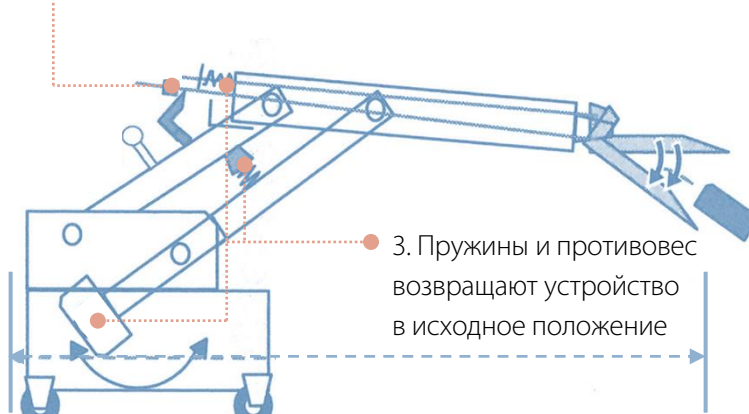 3. Пружины и противовес
возвращают устройство
в исходное положение